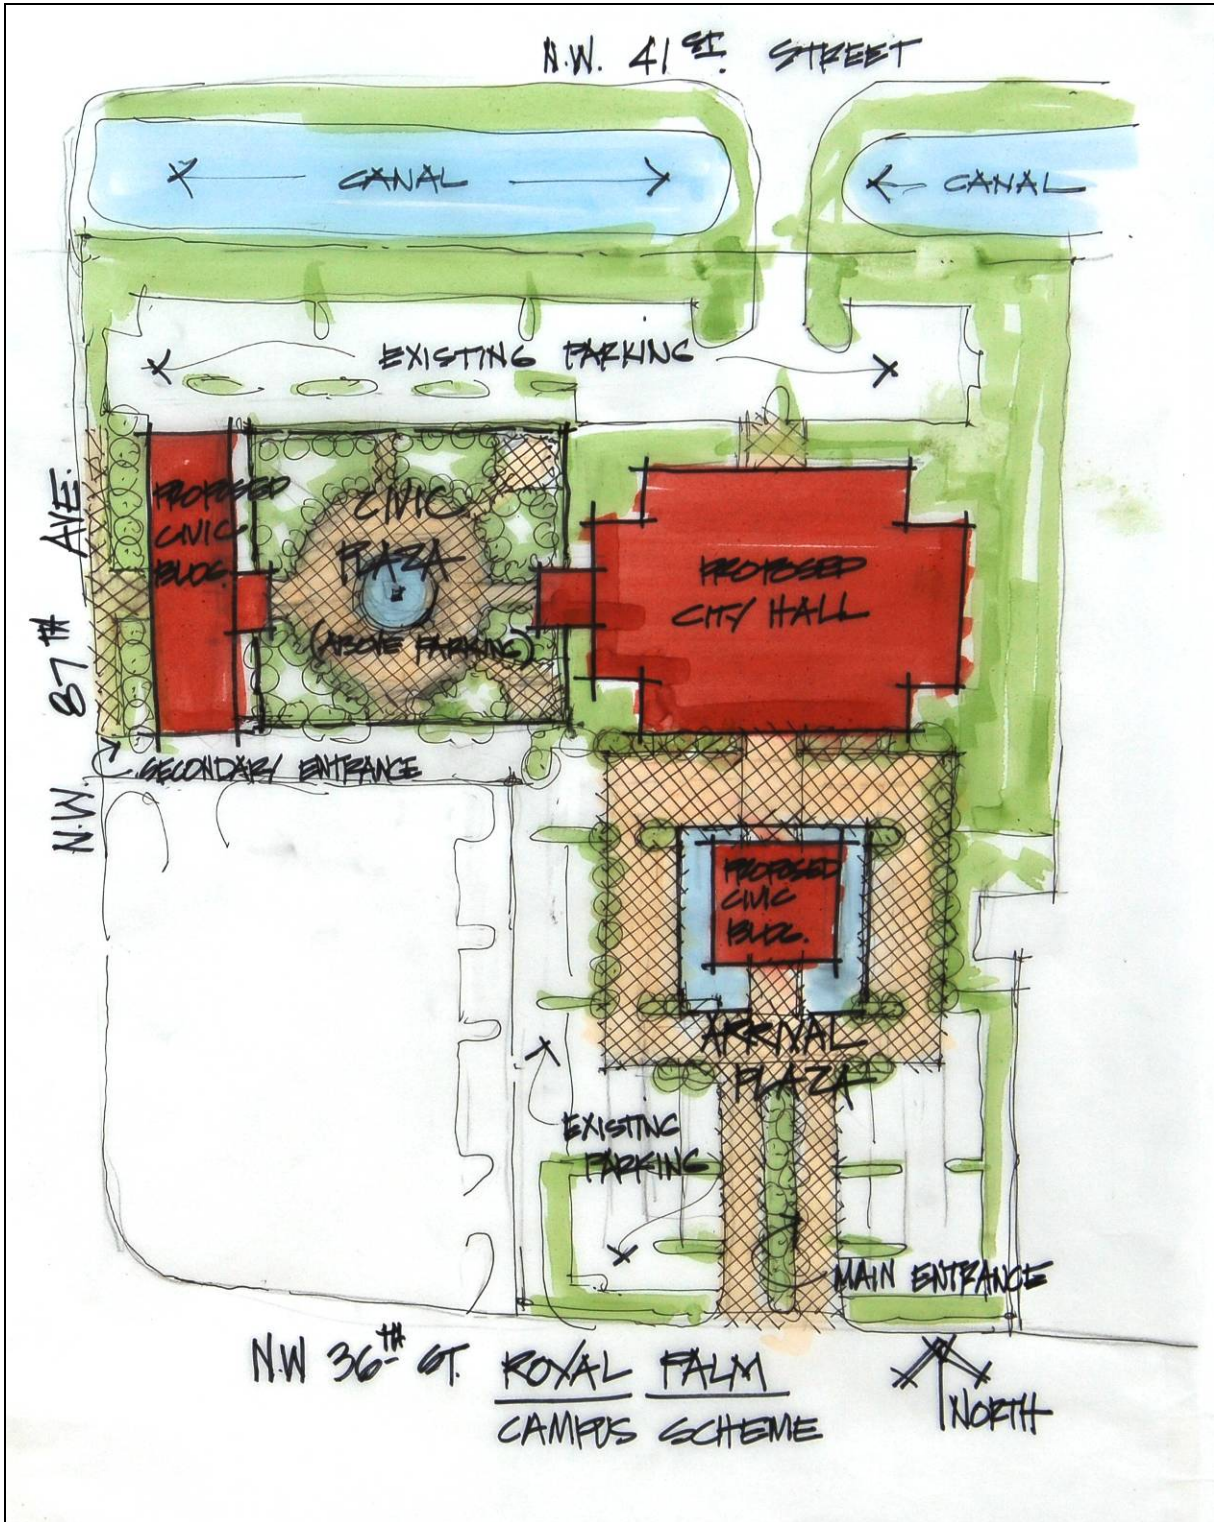 N.W. 41ST. STREET
CANAL
CANAL
EXISTING PARKING
PROPOSED
CIVIC
BLDG.
CIVIC
PLAZA
(ABOVE PARKING)
PROPOSED
CITY HALL
N.W. 87TH AVE.
SECONDARY ENTRANCE
PROPOSED
CIVIC
BLDG.
ARRIVAL
PLAZA
EXISTING
PARKING
MAIN ENTRANCE
N.W 36TH ST.
ROYAL PALM
CAMPUS SCHEME
NORTH